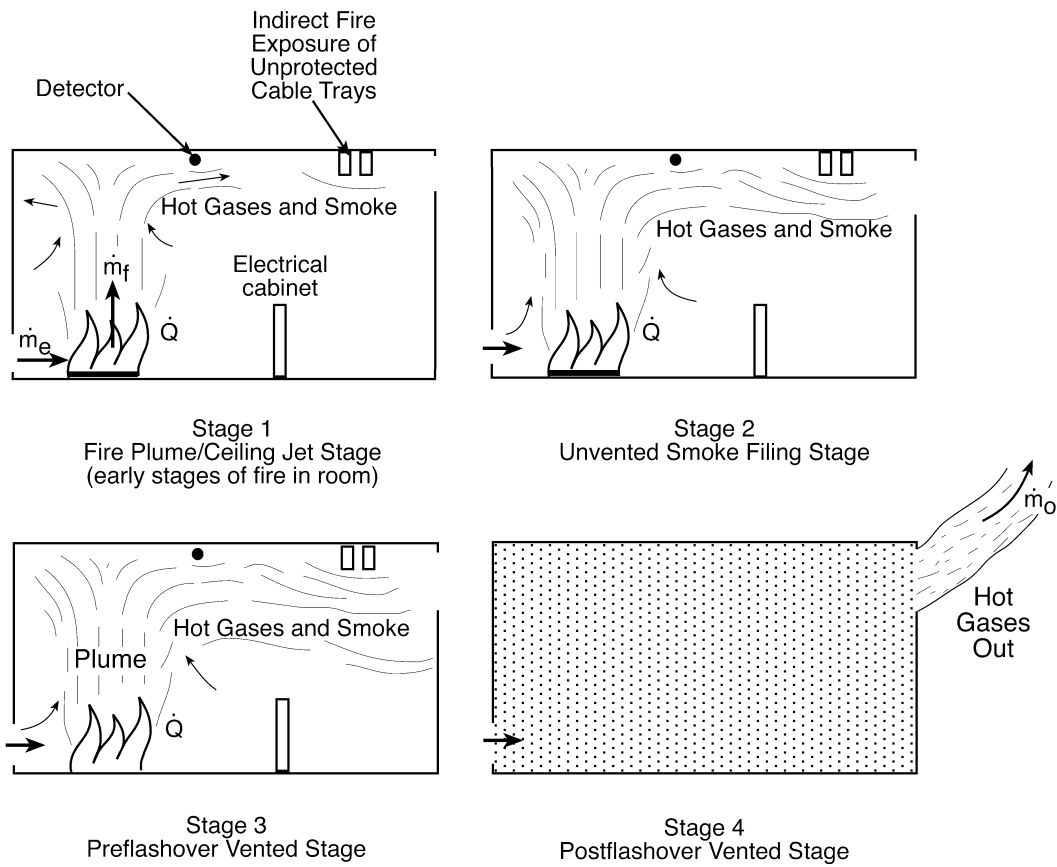 Indirect Fire
Exposure of
Unprotected
Cable Trays
Detector
Hot Gases and Smoke
ṁf
Electrical
cabinet
Q̇
ṁe
Stage 1
Fire Plume/Ceiling Jet Stage
(early stages of fire in room)
Hot Gases and Smoke
Q̇
Stage 2
Unvented Smoke Filing Stage
Hot Gases and Smoke
Plume
Q̇
Stage 3
Preflashover Vented Stage
ṁo
Hot
Gases
Out
Stage 4
Postflashover Vented Stage